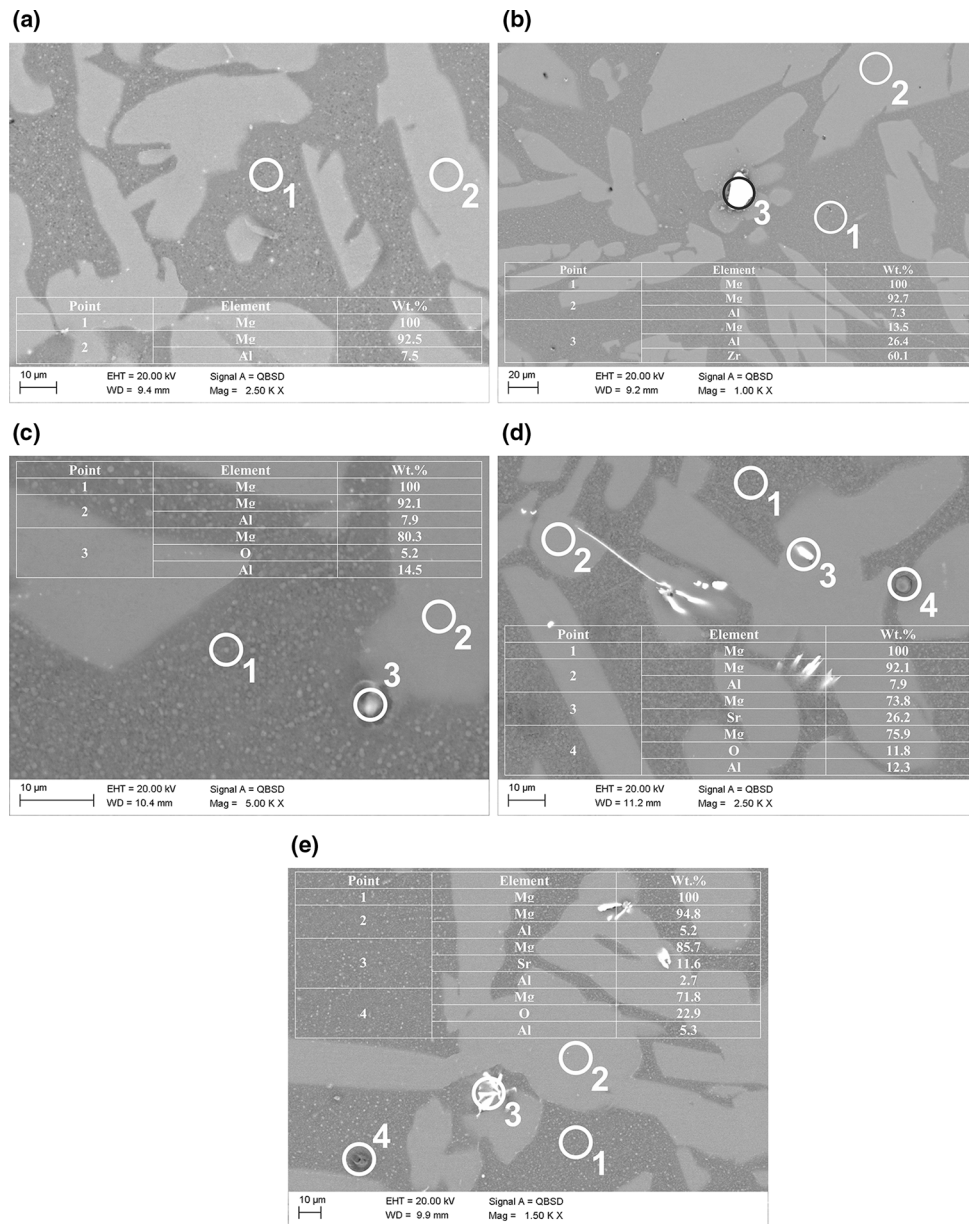 (a)
1
2
Point Element Wt.%
1 Mg 100
2 Mg 92.5
Al 7.5
10 µm EHT = 20.00 kV Signal A = QBSD
WD = 9.4 mm Mag = 2.50 K X
(b)
2
3
1
Point Element Wt.%
1 Mg 100
2 Mg 92.7
Al 7.3
3 Mg 13.5
Al 26.4
Zr 60.1
20 µm EHT = 20.00 kV Signal A = QBSD
WD = 9.2 mm Mag = 1.00 K X
(c)
Point Element Wt.%
1 Mg 100
2 Mg 92.1
Al 7.9
3 Mg 80.3
O 5.2
Al 14.5
1
2
3
10 µm EHT = 20.00 kV Signal A = QBSD
WD = 10.4 mm Mag = 5.00 K X
(d)
1
2
3
4
Point Element Wt.%
1 Mg 100
2 Mg 92.1
Al 7.9
3 Mg 73.8
Sr 26.2
4 Mg 75.9
O 11.8
Al 12.3
10 µm EHT = 20.00 kV Signal A = QBSD
WD = 11.2 mm Mag = 2.50 K X
(e)
Point Element Wt.%
1 Mg 100
2 Mg 94.8
Al 5.2
3 Mg 85.7
Sr 11.6
Al 2.7
4 Mg 71.8
O 22.9
Al 5.3
2
3
4
1
10 µm EHT = 20.00 kV Signal A = QBSD
WD = 9.9 mm Mag = 1.50 K X